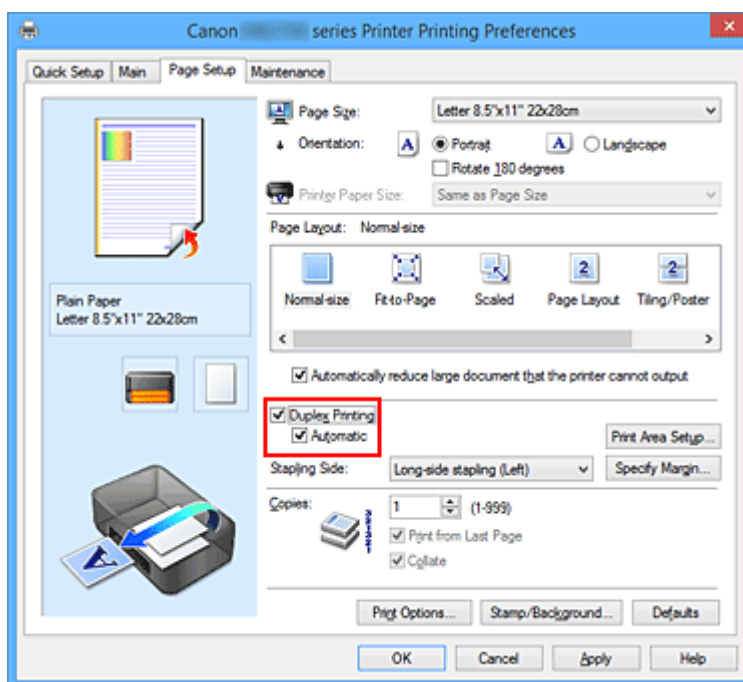 Canon series Printer Printing Preferences
Quick Setup Main Page Setup Maintenance
Page Size: Letter 8.5"x11" 22x28cm
Orientation: A Portrait A Landscape
Rotate 180 degrees
Printer Paper Size: Same as Page Size
Page Layout: Normal-size
2 2
Normal-size Fit-to-Page Scaled Page Layout Tiling/Poster
Plain Paper
Letter 8.5"x11" 22x28cm
Automatically reduce large document that the printer cannot output
Duplex Printing
Automatic
Print Area Setup...
Stapling Side: Long-side stapling (Left) Specify Margin...
Copies: 1 (1-999)
Print from Last Page
Collate
A
Print Options... Stamp/Background... Defaults
OK Cancel Apply Help